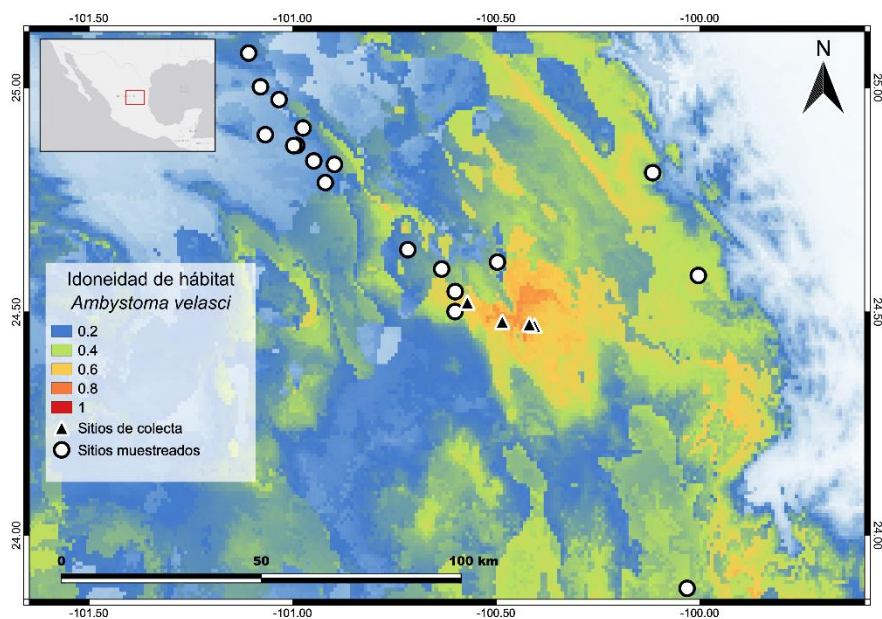 -101.50 -101.00 -100.50 -100.00
N
25.00 25.00
Idoneidad de hábitat
Ambystoma velasci
0.2
0.4
0.6
0.8
1
Sitios de colecta
Sitios muestreados
24.50 24.50
24.00 24.00
0 50 100 km
-101.50 -101.00 -100.50 -100.00